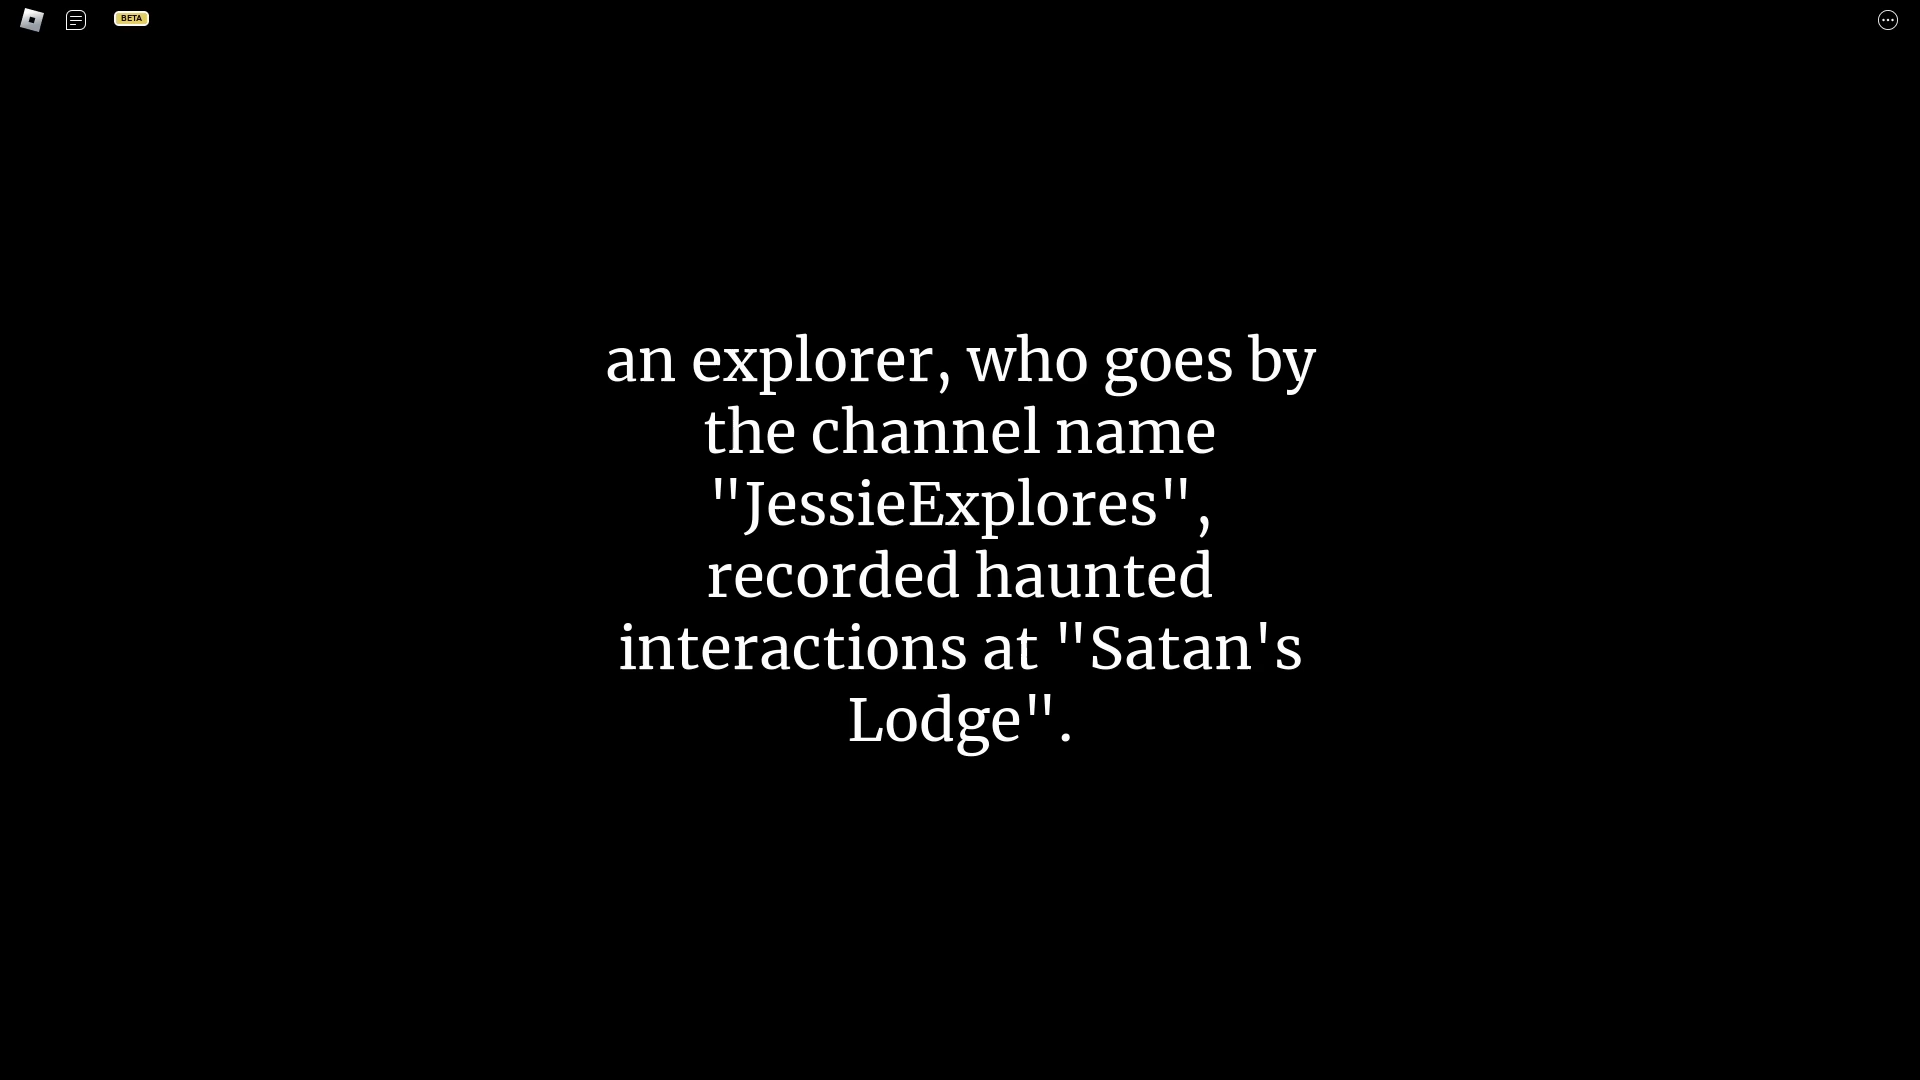 BETA
an explorer, who goes by
the channel name
"JessieExplores",
recorded haunted
interactions at "Satan's
Lodge".